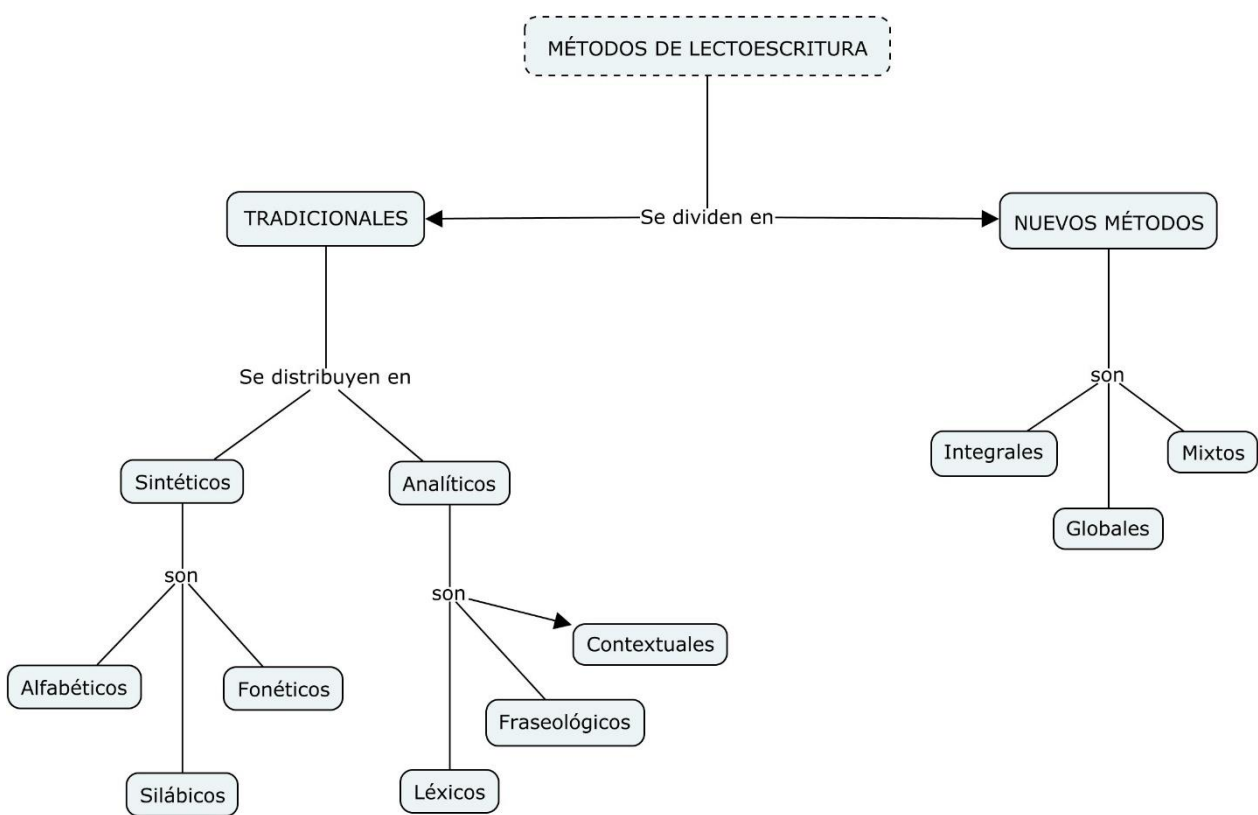 MÉTODOS DE LECTOESCRITURA
TRADICIONALES
Se dividen en
NUEVOS MÉTODOS
Se distribuyen en
son
Integrales
Mixtos
Globales
Sintéticos
Analíticos
son
son
Alfabéticos
Fonéticos
Silábicos
Contextuales
Fraseológicos
Léxicos